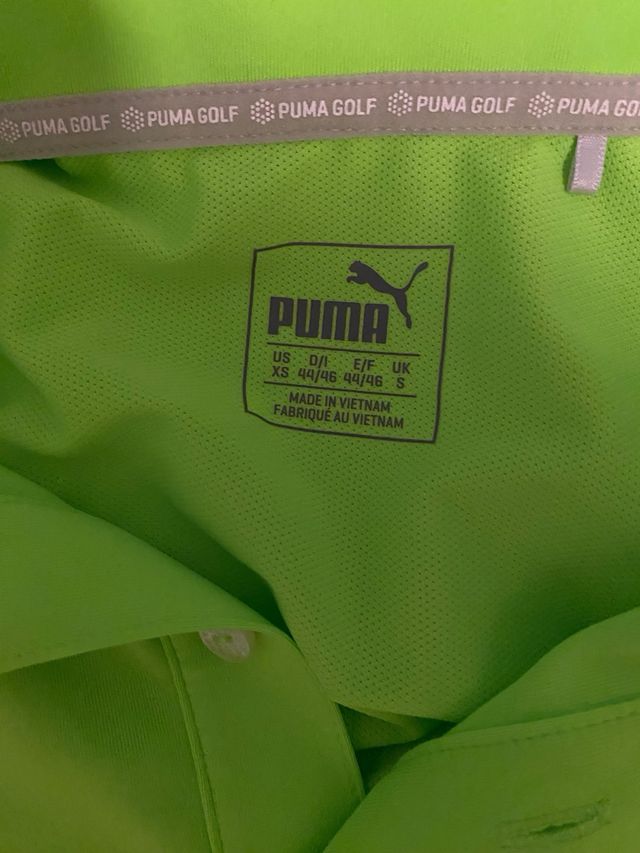 PUMA GOLF PUMA GOLF PUMA GOLF PUMA GOLF PUMA GOL
PUMA
US D/I E/F UK
XS 44/46 44/46 S
MADE IN VIETNAM
FABRIQUÉ AU VIETNAM